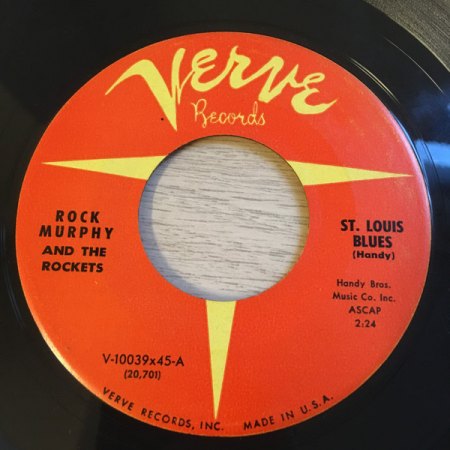 Verve
Records
ROCK
MURPHY
AND THE
ROCKETS
ST. LOUIS
BLUES
(Handy)
Handy Bros.
Music Co. Inc.
ASCAP
2:24
V-10039x45-A
(20,701)
VERVE RECORDS, INC. MADE IN U.S.A.